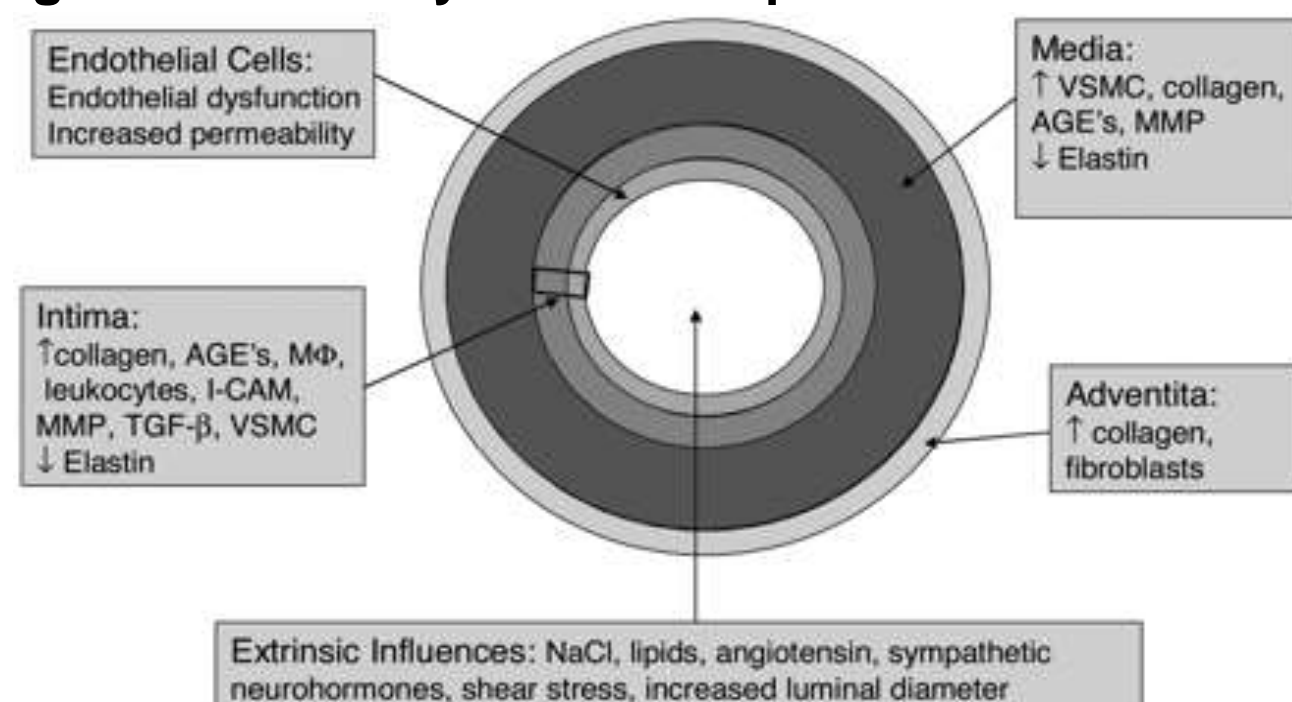 Endothelial Cells:
Endothelial dysfunction
Increased permeability
Media:
↑ VSMC, collagen,
AGE's, MMP
↓ Elastin
Intima:
↑collagen, AGE's, MΦ,
leukocytes, I-CAM,
MMP, TGF-β, VSMC
↓ Elastin
Adventita:
↑ collagen,
fibroblasts
Extrinsic Influences: NaCl, lipids, angiotensin, sympathetic
neurohormones, shear stress, increased luminal diameter